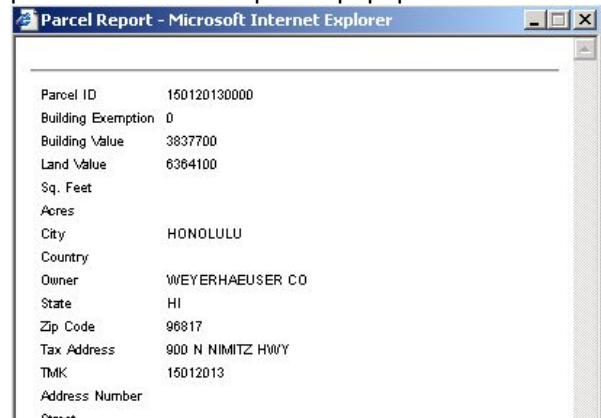 Parcel Report - Microsoft Internet Explorer
Parcel ID 150120130000
Building Exemption 0
Building Value 3837700
Land Value 6364100
Sq. Feet
Acres
City HONOLULU
Country
Owner WEYERHAEUSER CO
State HI
Zip Code 96817
Tax Address 900 N NIMITZ HWY
TMK 15012013
Address Number